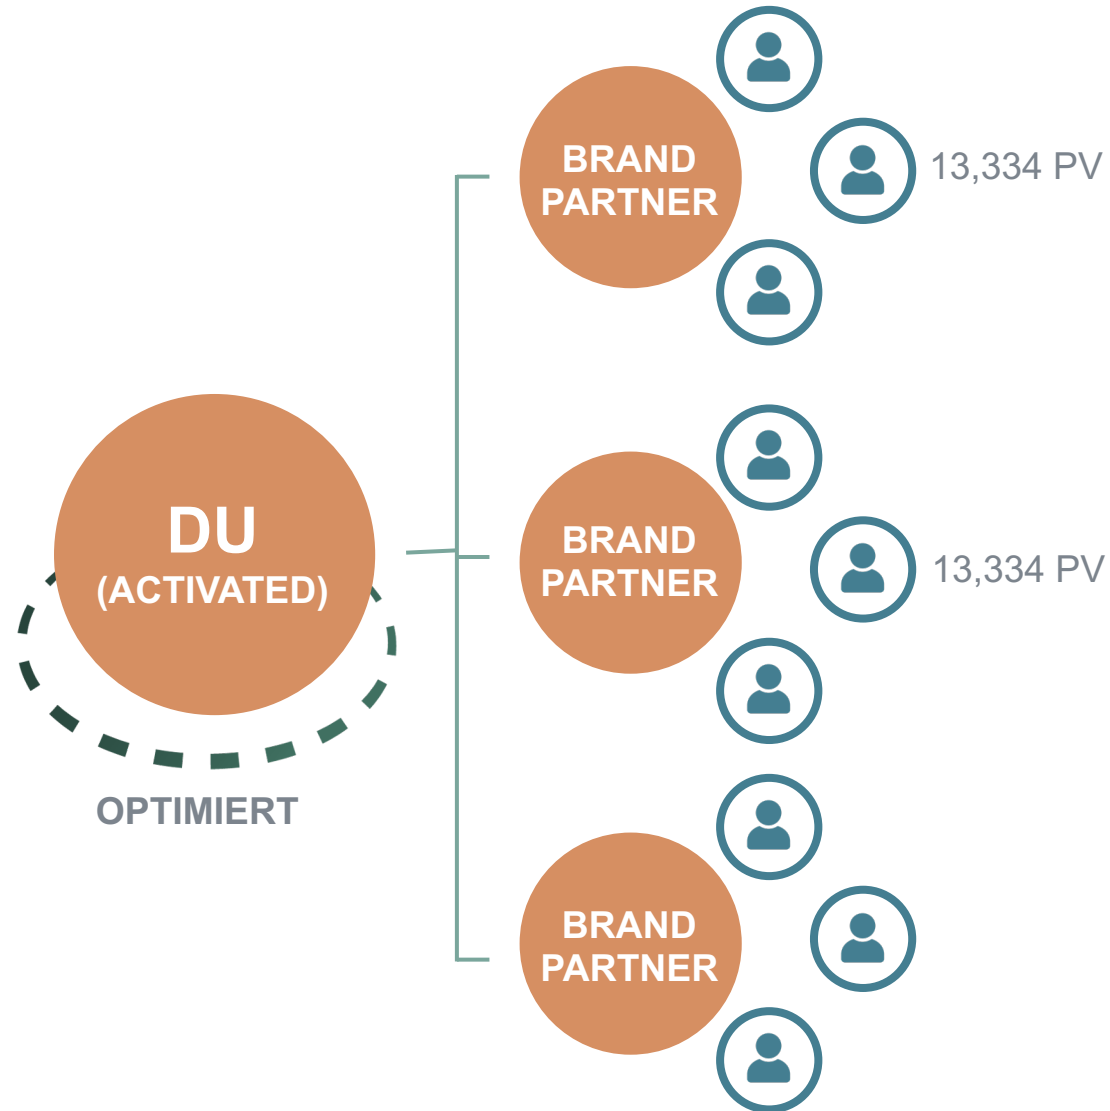 BRAND
PARTNER
13,334 PV
DU
(ACTIVATED)
BRAND
PARTNER
13,334 PV
OPTIMIERT
BRAND
PARTNER